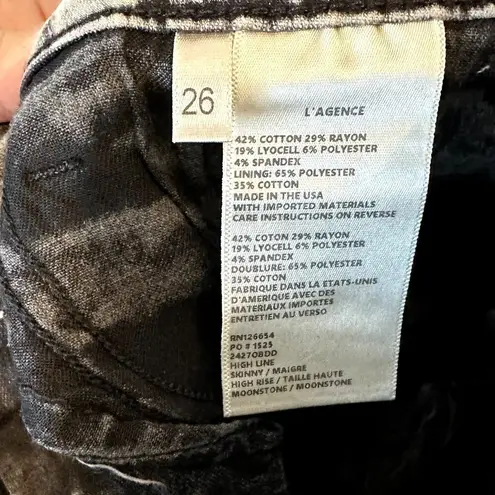 26
L'AGENCE
42% COTTON 29% RAYON
19% LYOCELL 6% POLYESTER
4% SPANDEX
LINING: 65% POLYESTER
35% COTTON
MADE IN THE USA
WITH IMPORTED MATERIALS
CARE INSTRUCTIONS ON REVERSE
42% COTON 29% RAYON
19% LYOCELL 6% POLYESTER
4% SPANDEX
DOUBLURE: 65% POLYESTER
35% COTON
FABRIQUE DANS LA ETATS-UNIS
D'AMERIQUE AVEC DES
MATERIAUX IMPORTES
ENTRETIEN AU VERSO
RN126654
PO # 1525
2427OBDD
HIGH LINE
SKINNY / MAIGRE
HIGH RISE / TAILLE HAUTE
MOONSTONE / MOONSTONE